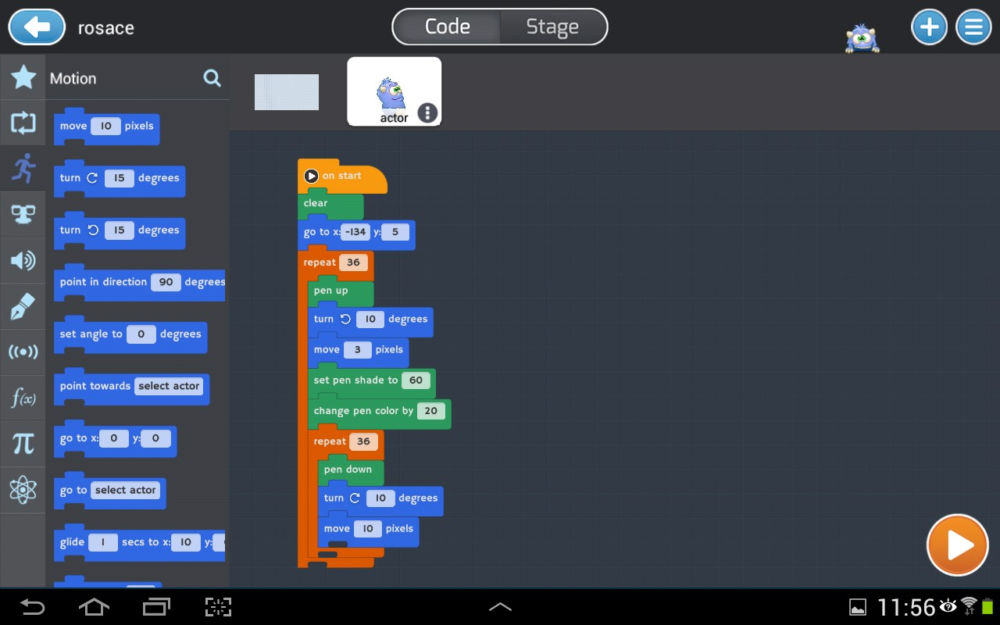 rosace
Code
Stage
Motion
move 10 pixels
turn 15 degrees
turn 15 degrees
point in direction 90 degrees
set angle to 0 degrees
point towards select actor
go to x: 0 y: 0
go to select actor
glide 1 secs to x: 10 y:
f(x)
π
actor
on start
clear
go to x: -134 y: 5
repeat 36
pen up
turn 10 degrees
move 3 pixels
set pen shade to 60
change pen color by 20
repeat 36
pen down
turn 10 degrees
move 10 pixels
11:56